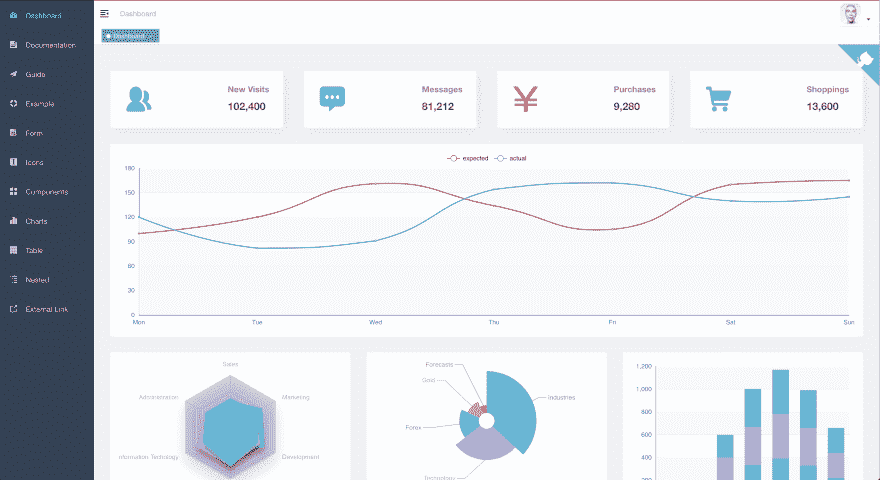 Dashboard
Documentation
Guide
Example
Form
Icons
Components
Charts
Table
Nested
External Link
Dashboard
New Visits
102,400
Messages
81,212
Purchases
9,280
Shoppings
13,600
expected actual
180
150
120
90
60
30
0
Mon Tue Wed Thu Fri Sat Sun
Sales
Administration
Marketing
Information Technology
Development
Forecasts
Gold
Industries
Forex
Technology
1,200
1,000
800
600
400